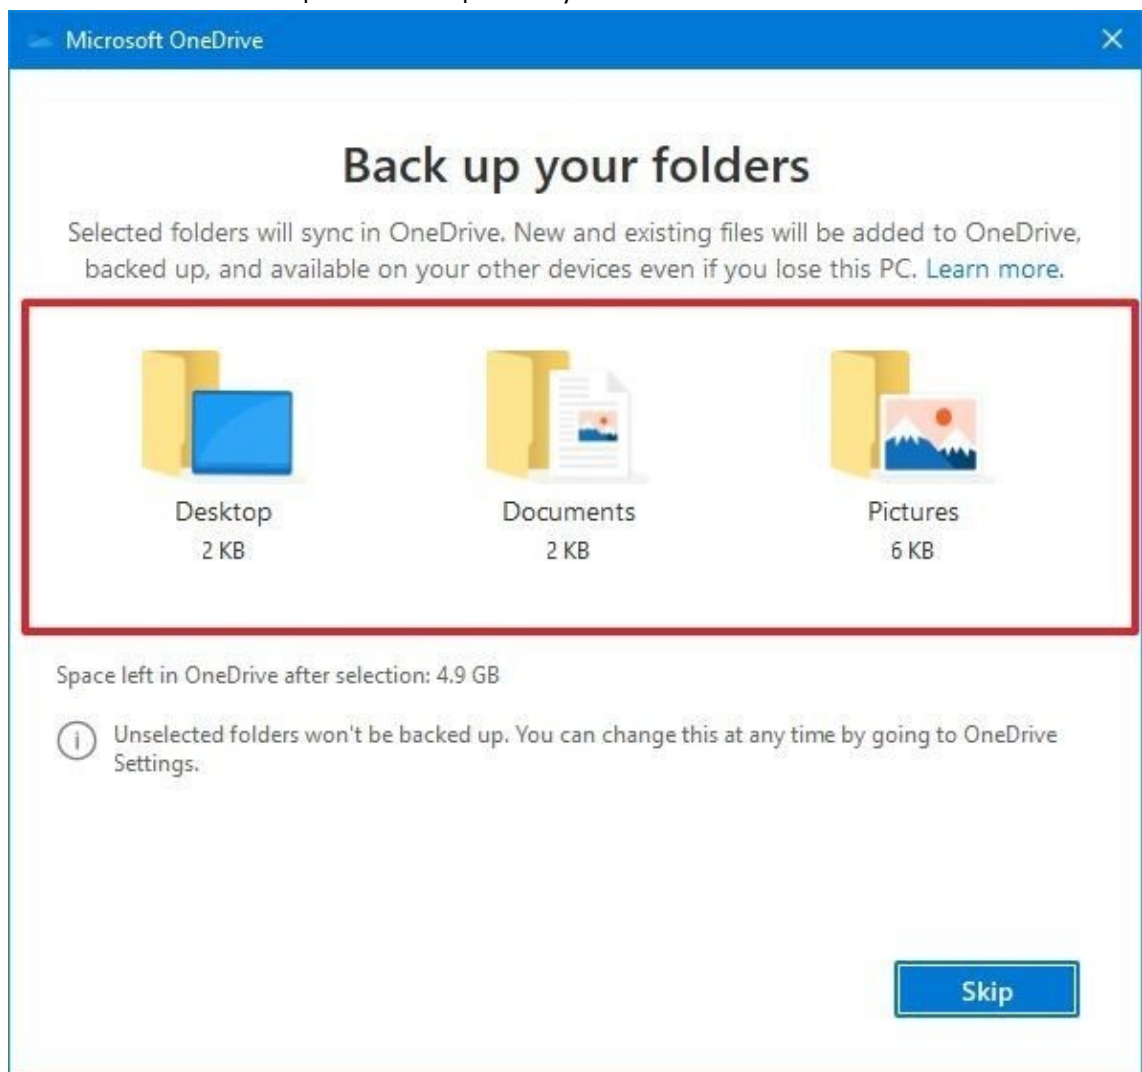 Microsoft OneDrive
Back up your folders
Selected folders will sync in OneDrive. New and existing files will be added to OneDrive,
backed up, and available on your other devices even if you lose this PC. Learn more.
Desktop
2 KB
Documents
2 KB
Pictures
6 KB
Space left in OneDrive after selection: 4.9 GB
Unselected folders won't be backed up. You can change this at any time by going to OneDrive
Settings.
Skip